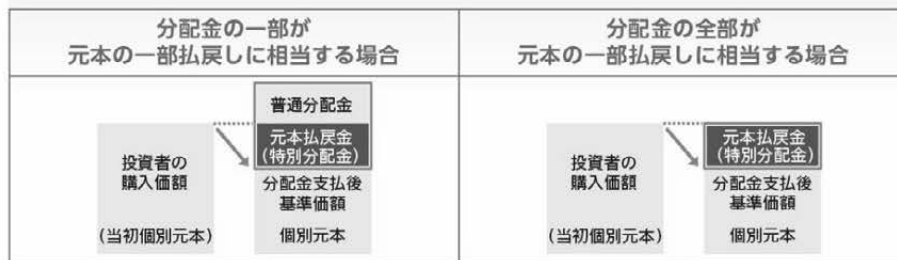 分配金の一部が
元本の一部払戻しに相当する場合
分配金の全部が
元本の一部払戻しに相当する場合
投資者の
購入価額
(当初個別元本)
普通分配金
元本払戻金
(特別分配金)
分配金支払後
基準価額
個別元本
投資者の
購入価額
(当初個別元本)
元本払戻金
(特別分配金)
分配金支払後
基準価額
個別元本